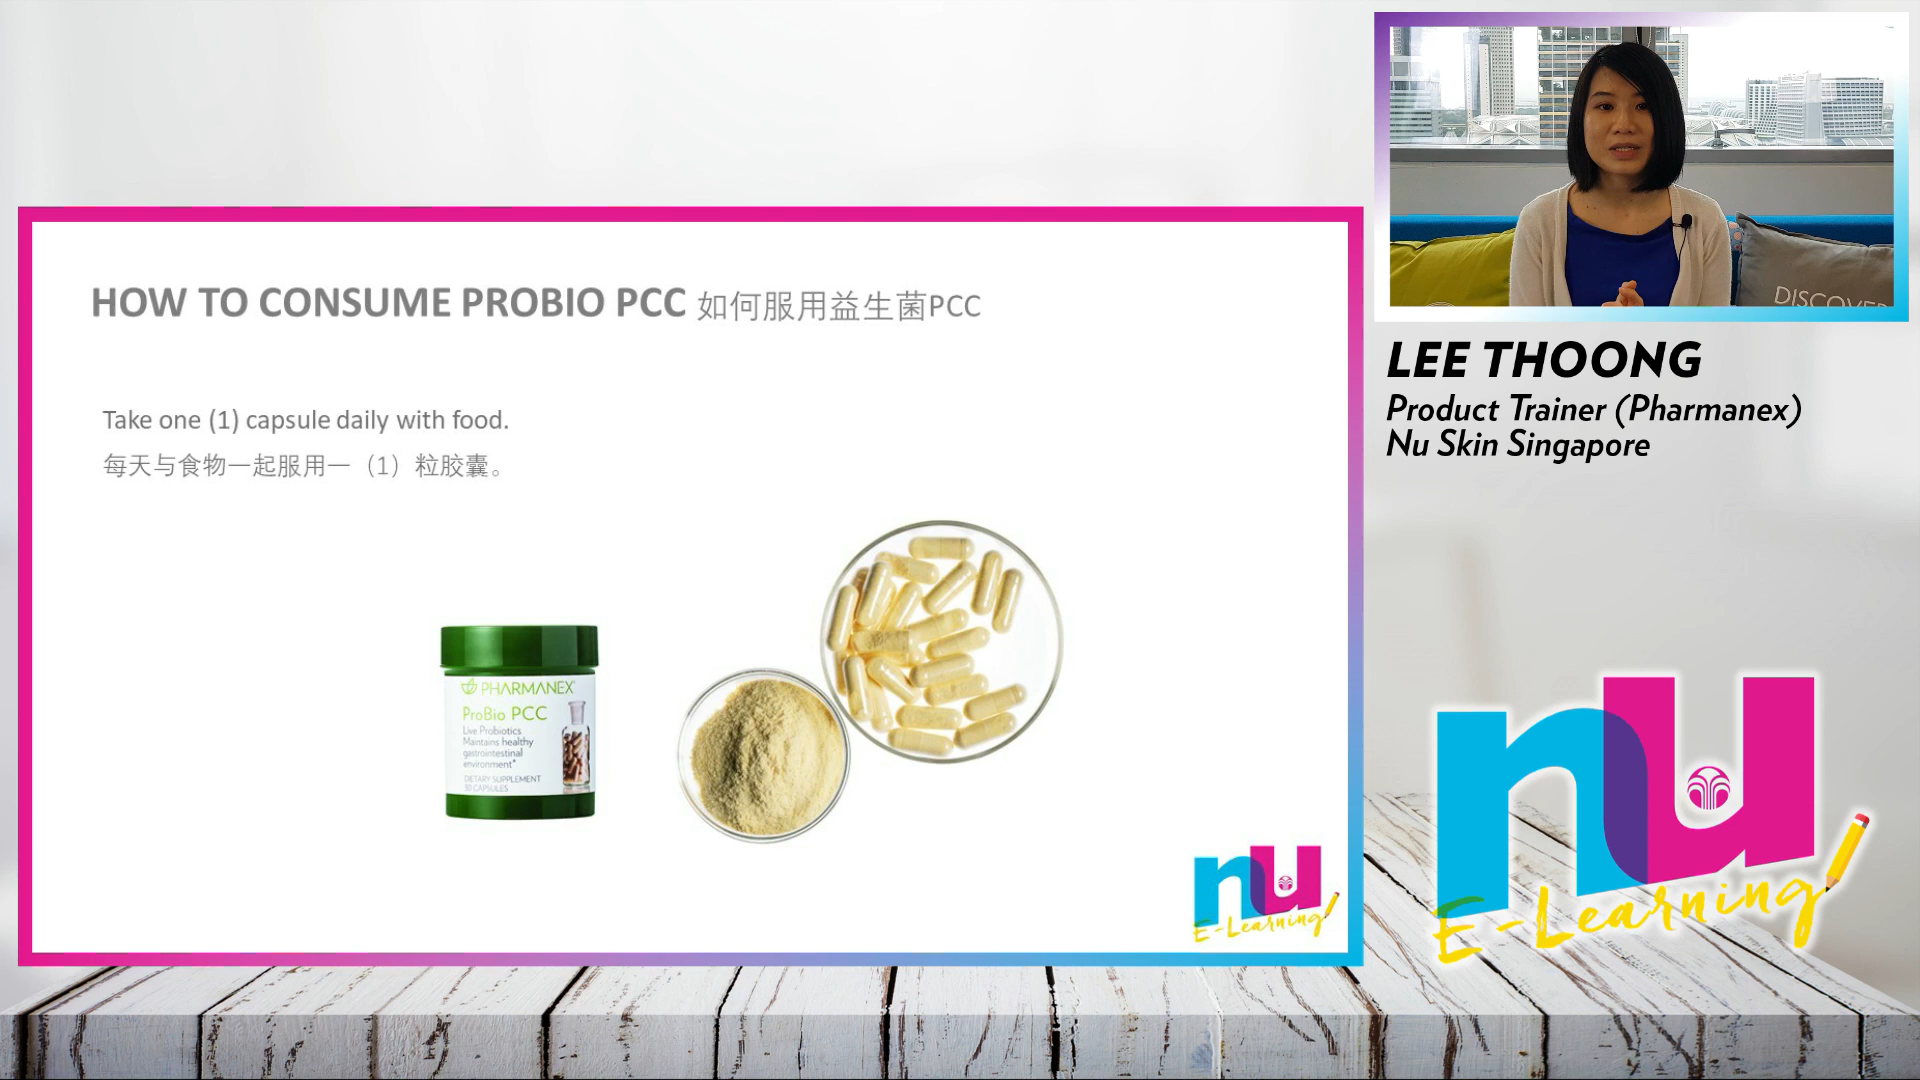 HOW TO CONSUME PROBIO PCC 如何服用益生菌PCC
Take one (1) capsule daily with food.
每天与食物一起服用一（1）粒胶囊。
PHARMANEX®
ProBio PCC
Live Probiotics
Maintains healthy
gastrointestinal
environment*
DIETARY SUPPLEMENT
30 CAPSULES
nu
E-Learning
DISCOVER
LEE THOONG
Product Trainer (Pharmanex)
Nu Skin Singapore
nu
E-Learning